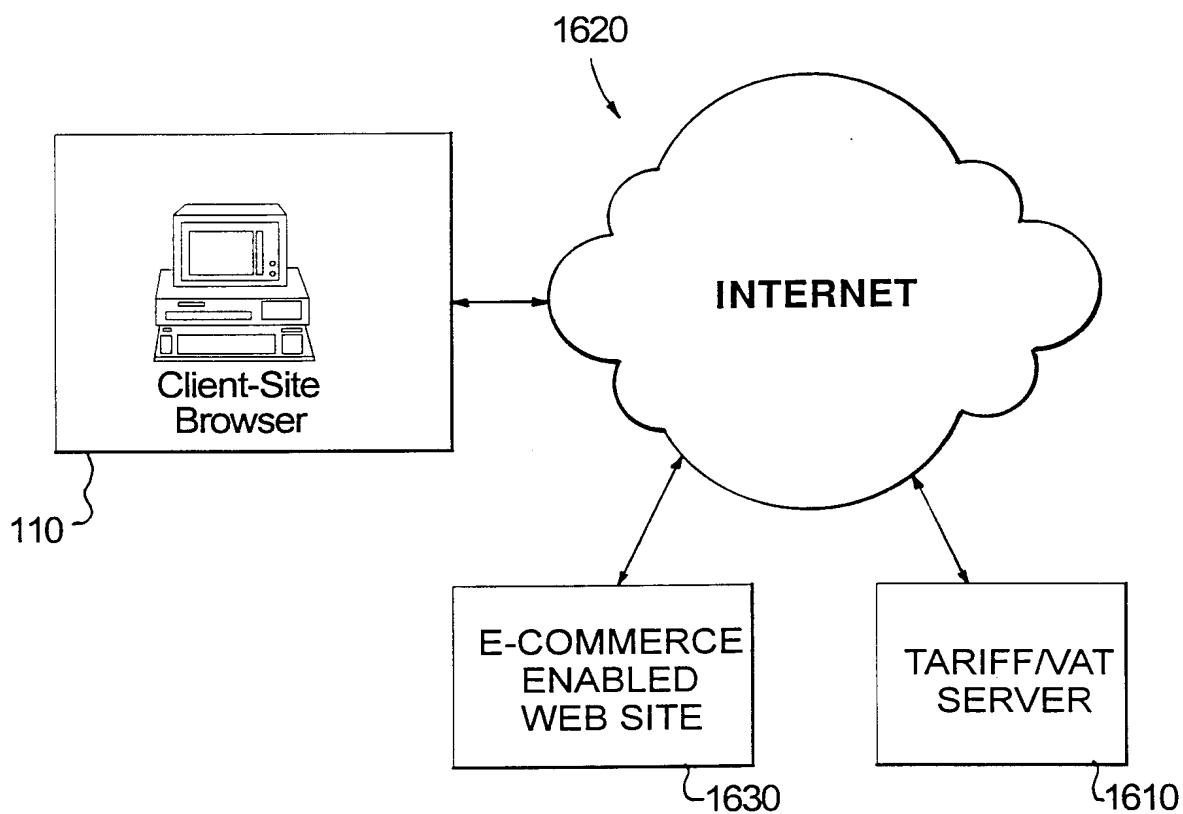 1620
INTERNET
Client-Site
Browser
110
E-COMMERCE
ENABLED
WEB SITE
1630
TARIFF/VAT
SERVER
1610